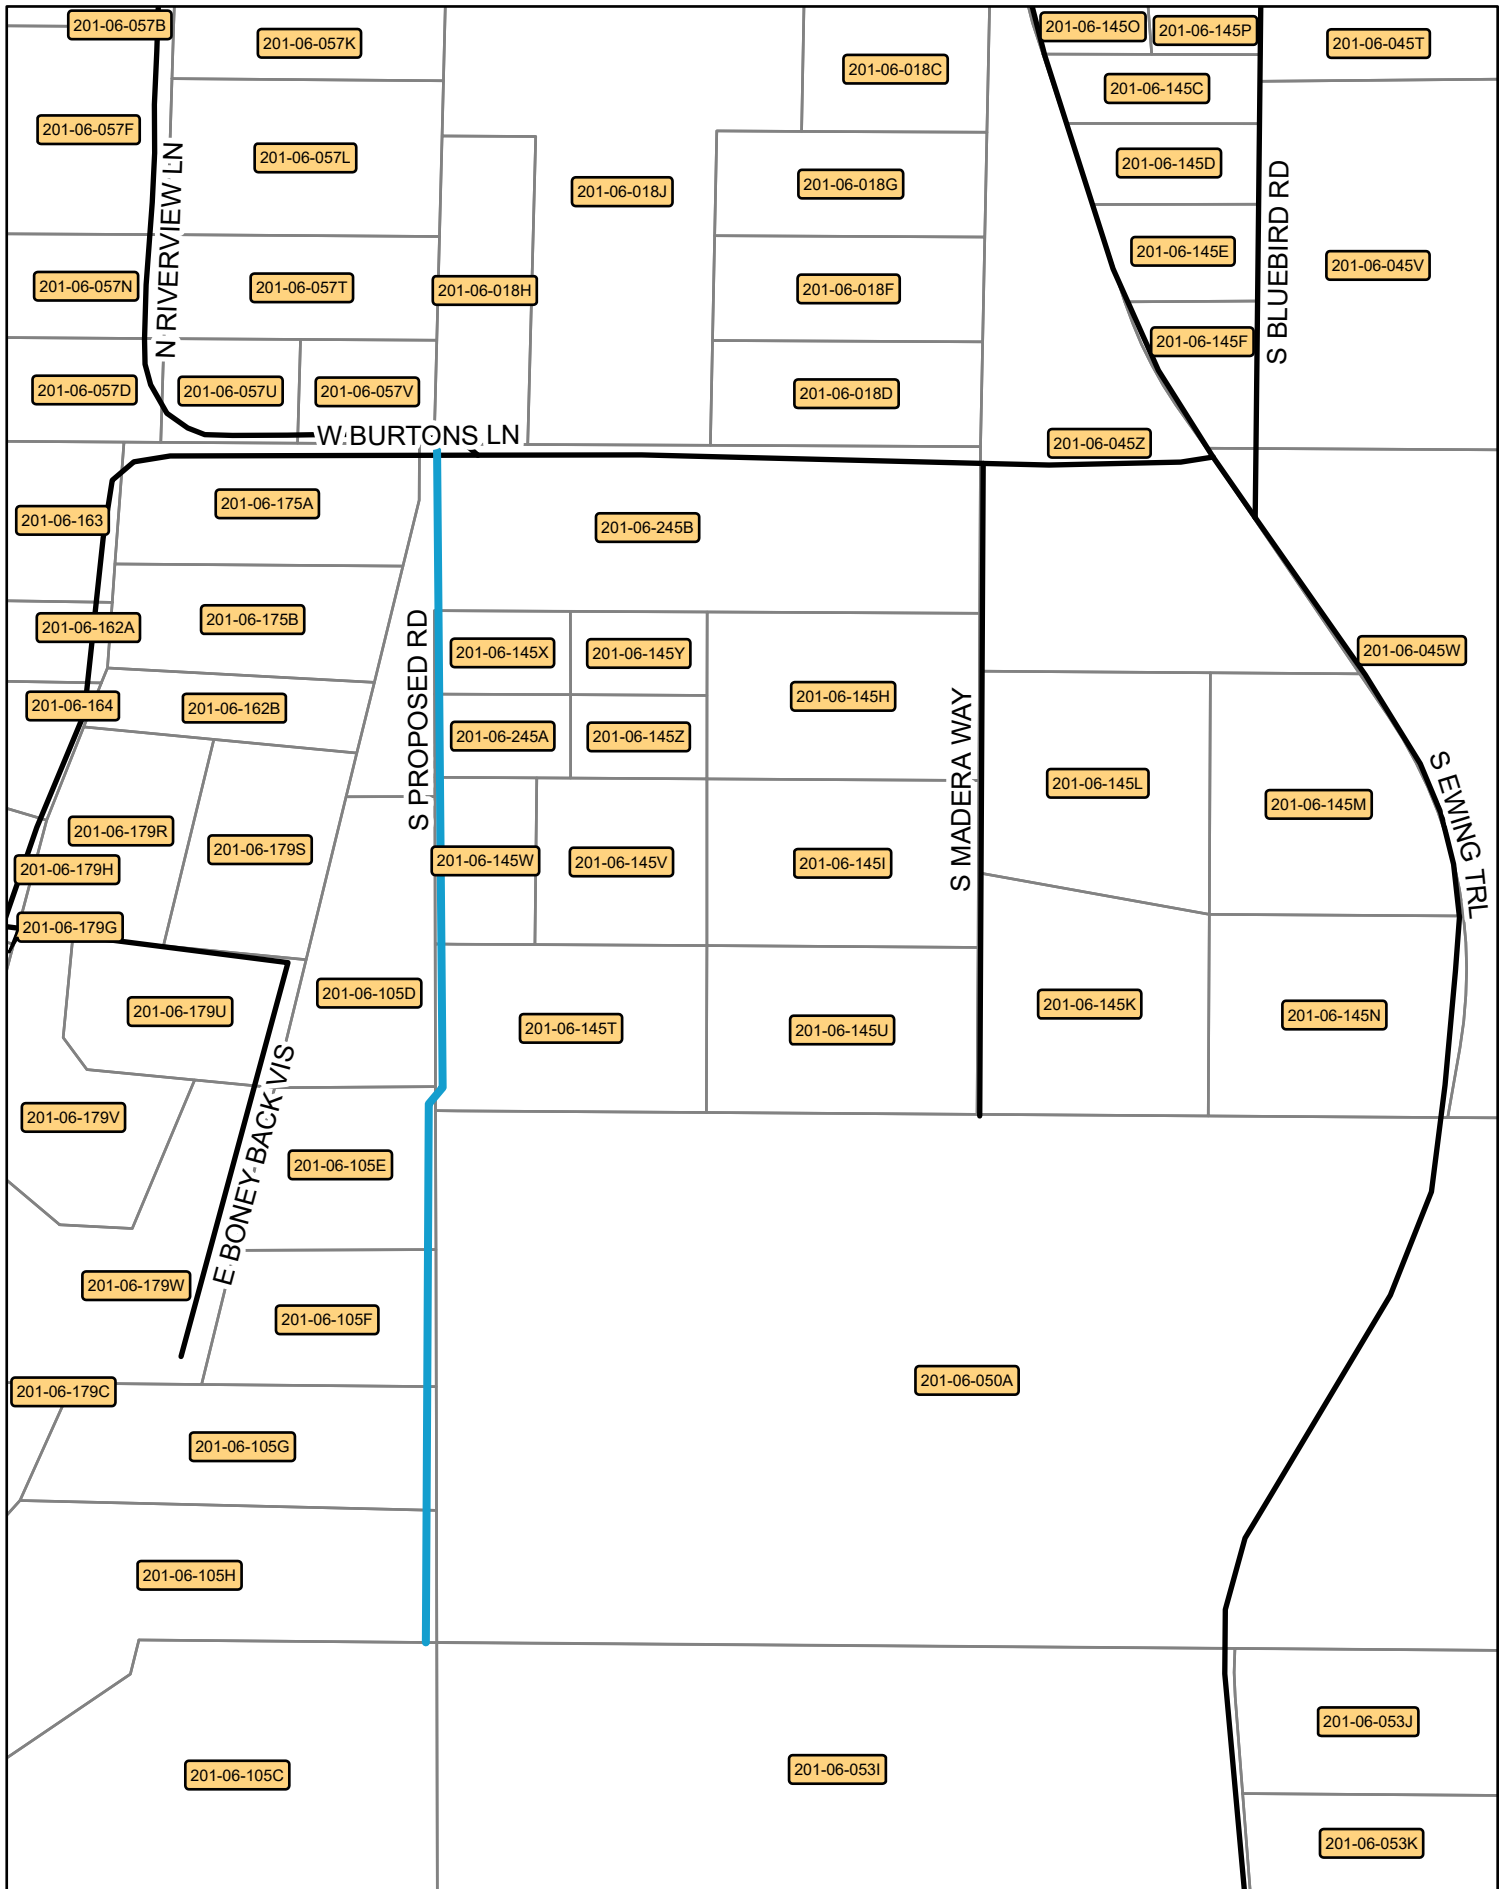 201-06-057B
201-06-057K
201-06-018C
201-06-145O
201-06-145P
201-06-045T
201-06-145C
201-06-057F
201-06-057L
201-06-018J
201-06-018G
201-06-145D
N RIVERVIEW LN
S BLUEBIRD RD
201-06-145E
201-06-045V
201-06-057N
201-06-057T
201-06-018H
201-06-018F
201-06-145F
201-06-057D
201-06-057U
201-06-057V
201-06-018D
W BURTONS LN
201-06-045Z
201-06-175A
201-06-163
201-06-245B
201-06-175B
201-06-162A
201-06-145X
201-06-145Y
201-06-045W
201-06-164
201-06-162B
S PROPOSED RD
201-06-145H
201-06-245A
201-06-145Z
S MADERA WAY
201-06-145L
201-06-145M
S EWING TRL
201-06-179R
201-06-179S
201-06-179H
201-06-145W
201-06-145V
201-06-145I
201-06-179G
201-06-105D
201-06-179U
201-06-145T
201-06-145U
201-06-145K
201-06-145N
201-06-179V
E BONEY BACK VIS
201-06-105E
201-06-179W
201-06-105F
201-06-179C
201-06-050A
201-06-105G
201-06-105H
201-06-053J
201-06-105C
201-06-053I
201-06-053K